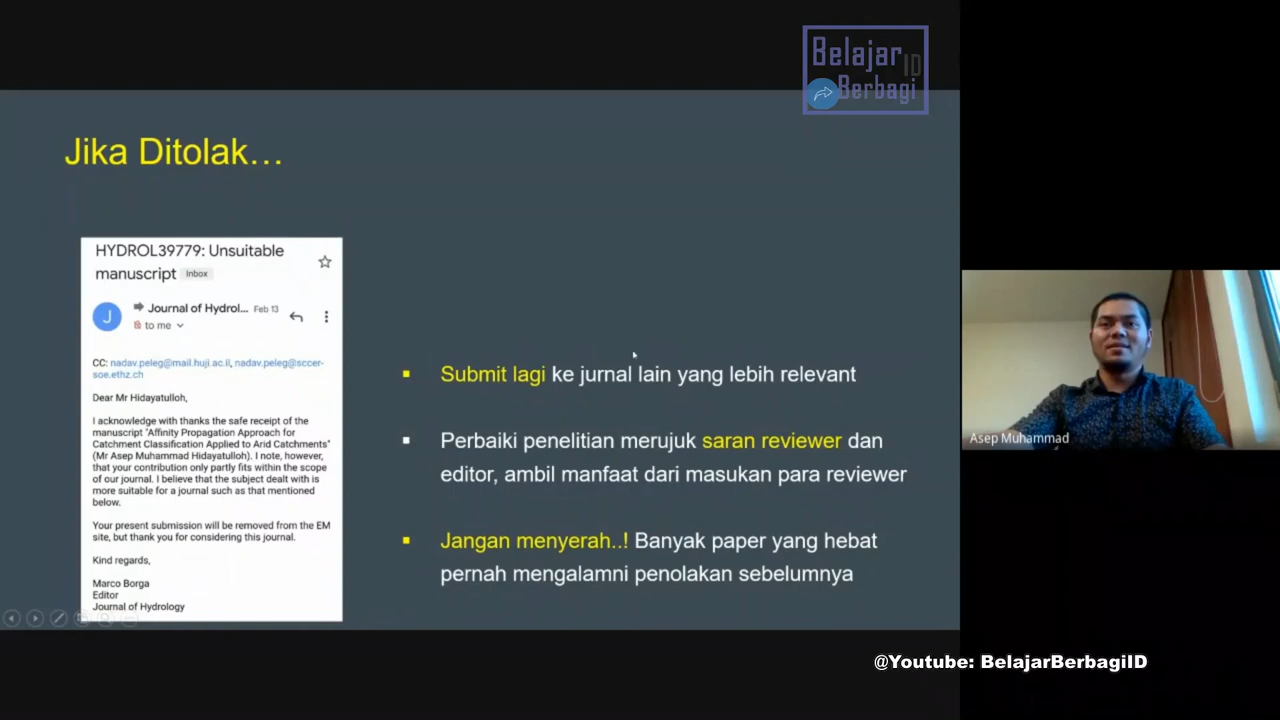 Belajar
ID
Berbagi
Jika Ditolak…
HYDROL39779: Unsuitable
manuscript Inbox
J
Journal of Hydrol... Feb 13
to me
CC: nadav.peleg@mail.huji.ac.il, nadav.peleg@sccer-
soe.ethz.ch
Dear Mr Hidayatulloh,
I acknowledge with thanks the safe receipt of the
manuscript "Affinity Propagation Approach for
Catchment Classification Applied to Arid Catchments"
(Mr Asep Muhammad Hidayatulloh). I note, however,
that your contribution only partly fits within the scope
of our journal. I believe that the subject dealt with is
more suitable for a journal such as that mentioned
below.
Your present submission will be removed from the EM
site, but thank you for considering this journal.
Kind regards,
Marco Borga
Editor
Journal of Hydrology
Submit lagi ke jurnal lain yang lebih relevant
Perbaiki penelitian merujuk saran reviewer dan
editor, ambil manfaat dari masukan para reviewer
Jangan menyerah..! Banyak paper yang hebat
pernah mengalamni penolakan sebelumnya
Asep Muhammad
@Youtube: BelajarBerbagiID